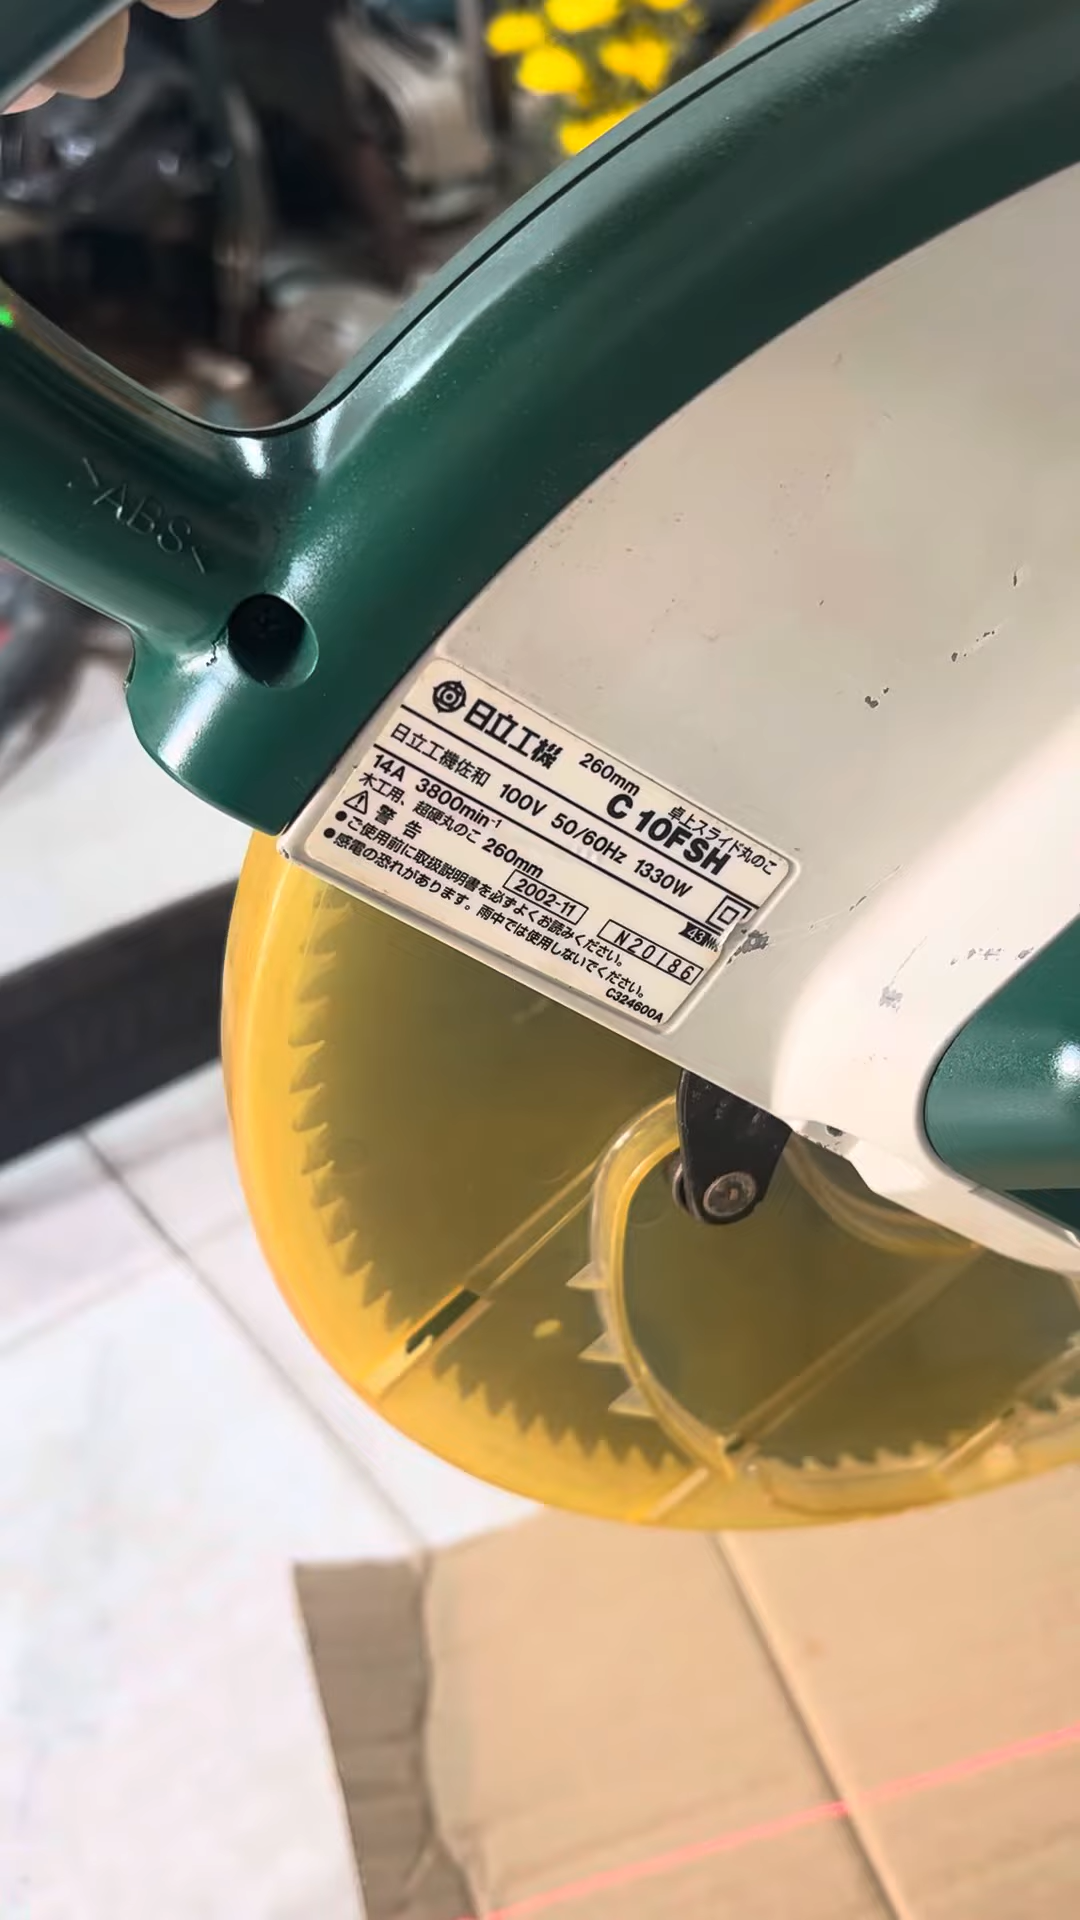 >ABS<
日立工機 260mm 卓上スライド丸のこ
C 10FSH
日立工機佐和 100V 50/60Hz 1330W
14A 3800min⁻¹
木工用、超硬丸のこ 260mm
⚠ 警告 2002-11 N20186
●ご使用前に取扱説明書を必ずよくお読みください。
●感電の恐れがあります。雨中では使用しないでください。
C324600A